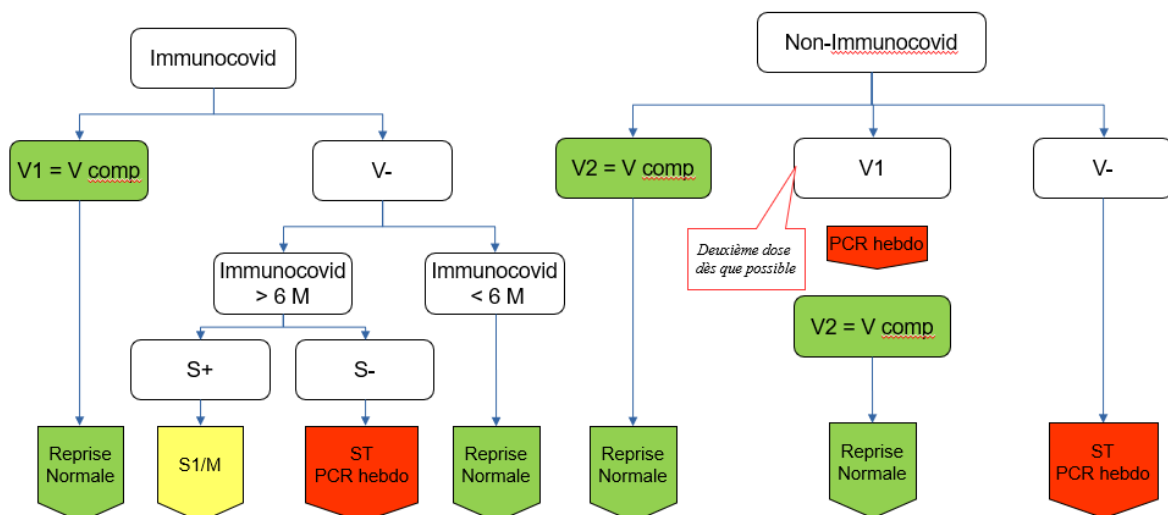 Immunocovid
Non-Immunocovid
V1 = V comp
V-
V2 = V comp
V1
V-
Deuxième dose
dès que possible
PCR hebdo
Immunocovid
> 6 M
Immunocovid
< 6 M
V2 = V comp
S+
S-
Reprise
Normale
S1/M
ST
PCR hebdo
Reprise
Normale
Reprise
Normale
Reprise
Normale
ST
PCR hebdo